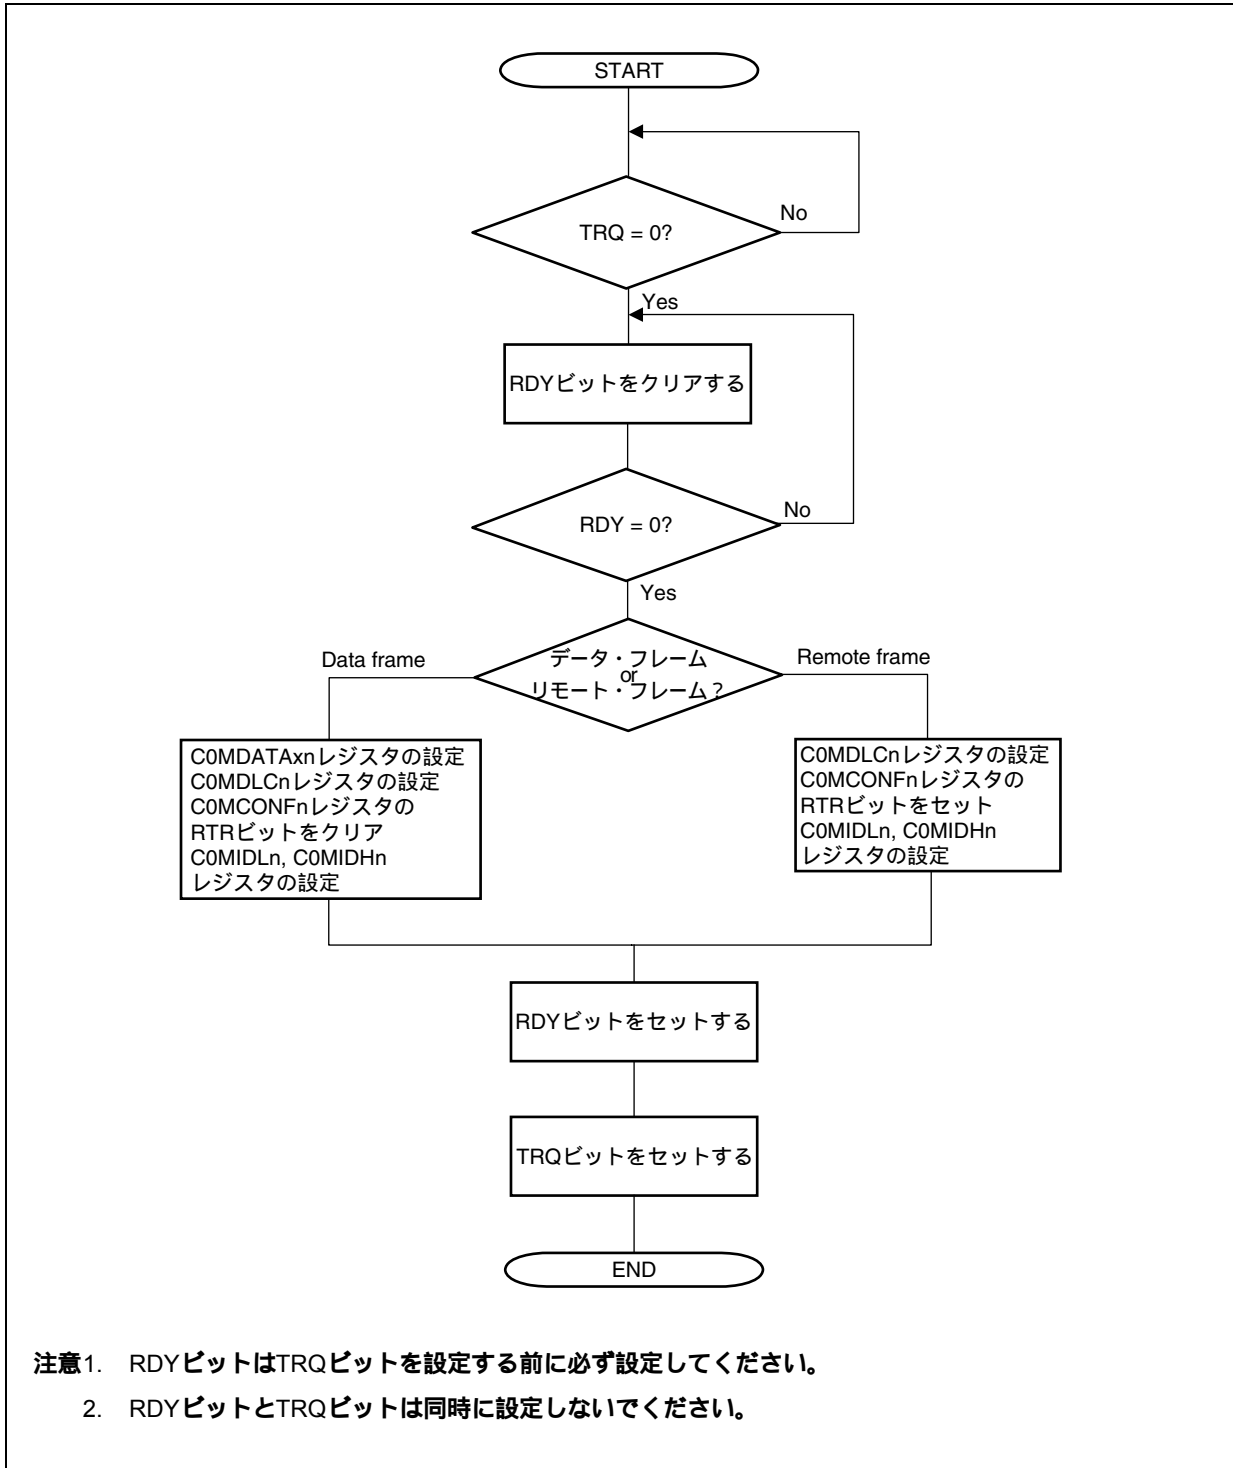 START
No
TRQ = 0?
Yes
RDYビットをクリアする
No
RDY = 0?
Yes
Data frame
データ・フレーム
or
リモート・フレーム？
Remote frame
C0MDATAxnレジスタの設定
C0MDLCnレジスタの設定
C0MCONFnレジスタの
RTRビットをクリア
C0MIDLn, C0MIDHn
レジスタの設定
C0MDLCnレジスタの設定
C0MCONFnレジスタの
RTRビットをセット
C0MIDLn, C0MIDHn
レジスタの設定
RDYビットをセットする
TRQビットをセットする
END
注意1. RDYビットはTRQビットを設定する前に必ず設定してください。
2. RDYビットとTRQビットは同時に設定しないでください。